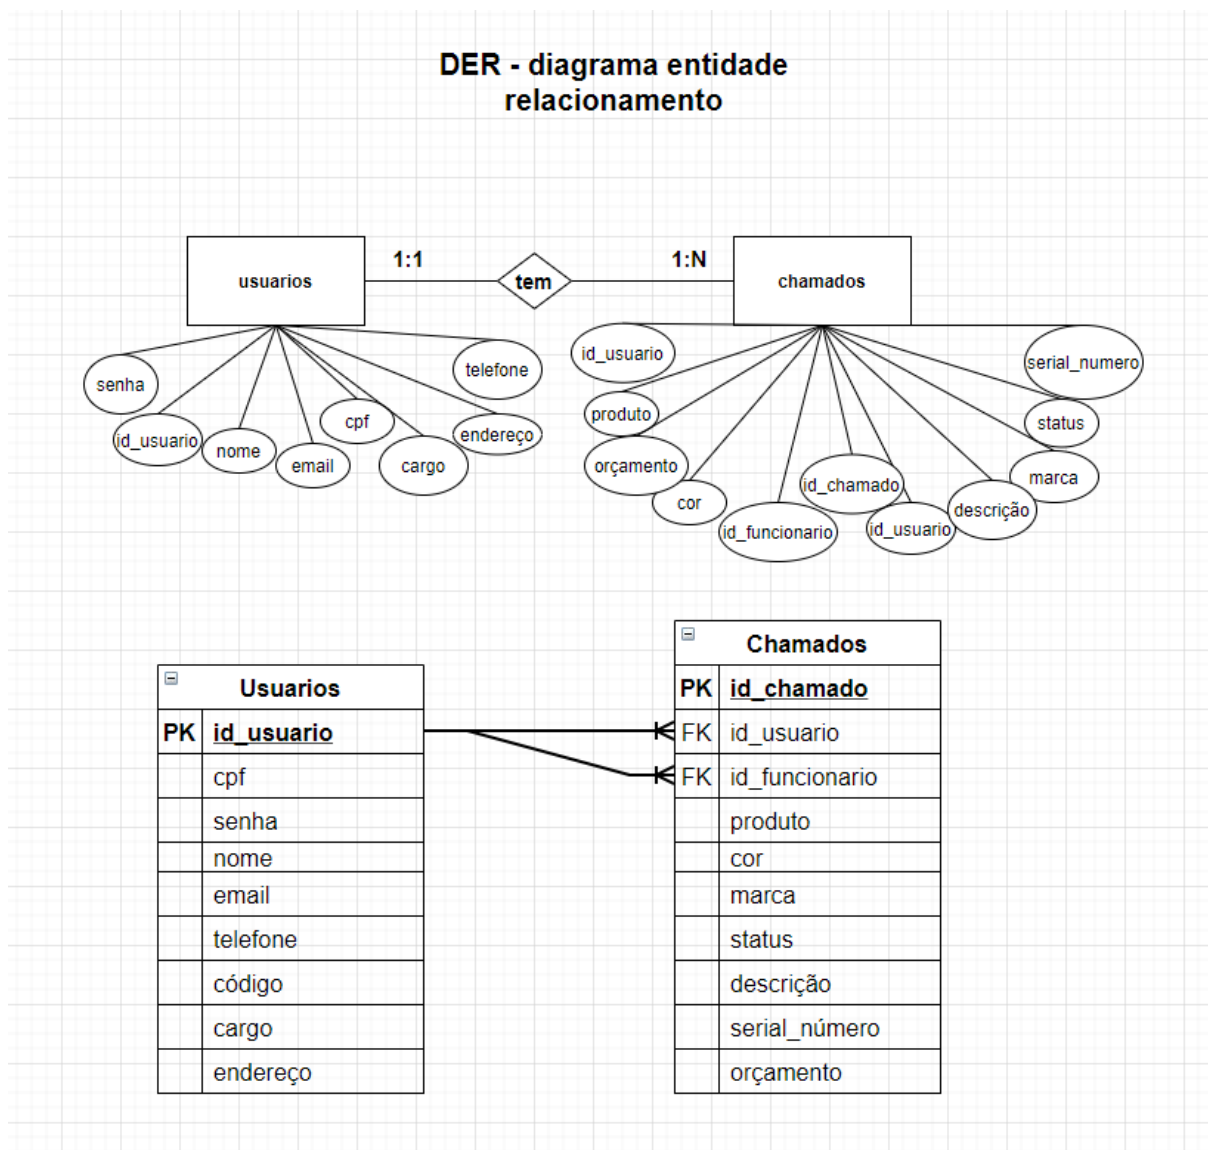 DER - diagrama entidade
relacionamento
usuarios
1:1
tem
1:N
chamados
senha
id_usuario
nome
email
cpf
cargo
endereço
telefone
id_usuario
produto
orçamento
cor
id_funcionario
id_chamado
id_usuario
descrição
marca
status
serial_numero
Usuarios
PK id_usuario
cpf
senha
nome
email
telefone
código
cargo
endereço
Chamados
PK id_chamado
FK id_usuario
FK id_funcionario
produto
cor
marca
status
descrição
serial_número
orçamento